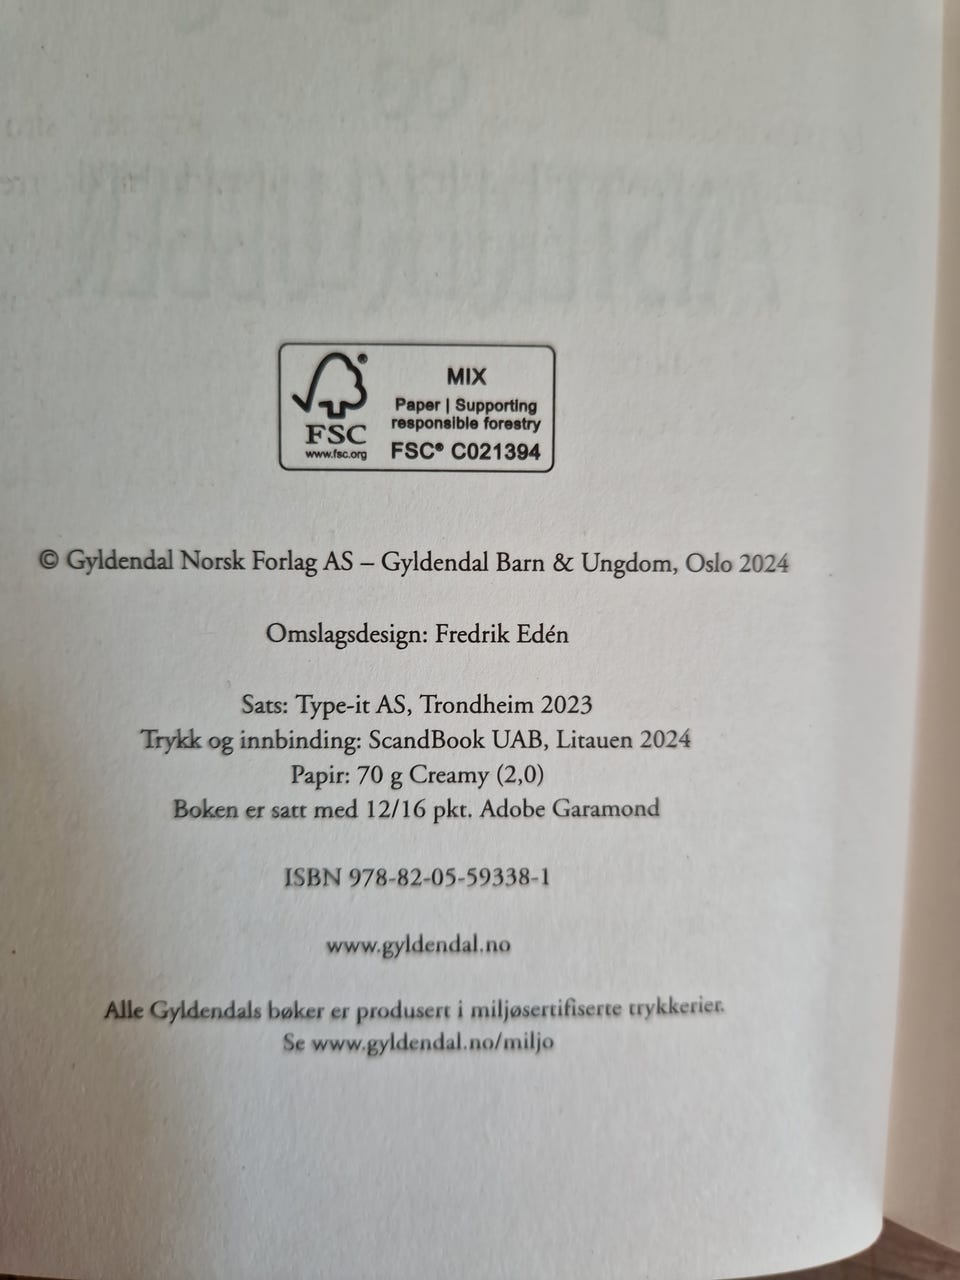 FSC®
www.fsc.org
MIX
Paper | Supporting
responsible forestry
FSC® C021394
© Gyldendal Norsk Forlag AS – Gyldendal Barn & Ungdom, Oslo 2024
Omslagsdesign: Fredrik Edén
Sats: Type-it AS, Trondheim 2023
Trykk og innbinding: ScandBook UAB, Litauen 2024
Papir: 70 g Creamy (2,0)
Boken er satt med 12/16 pkt. Adobe Garamond
ISBN 978-82-05-59338-1
www.gyldendal.no
Alle Gyldendals bøker er produsert i miljøsertifiserte trykkerier.
Se www.gyldendal.no/miljo